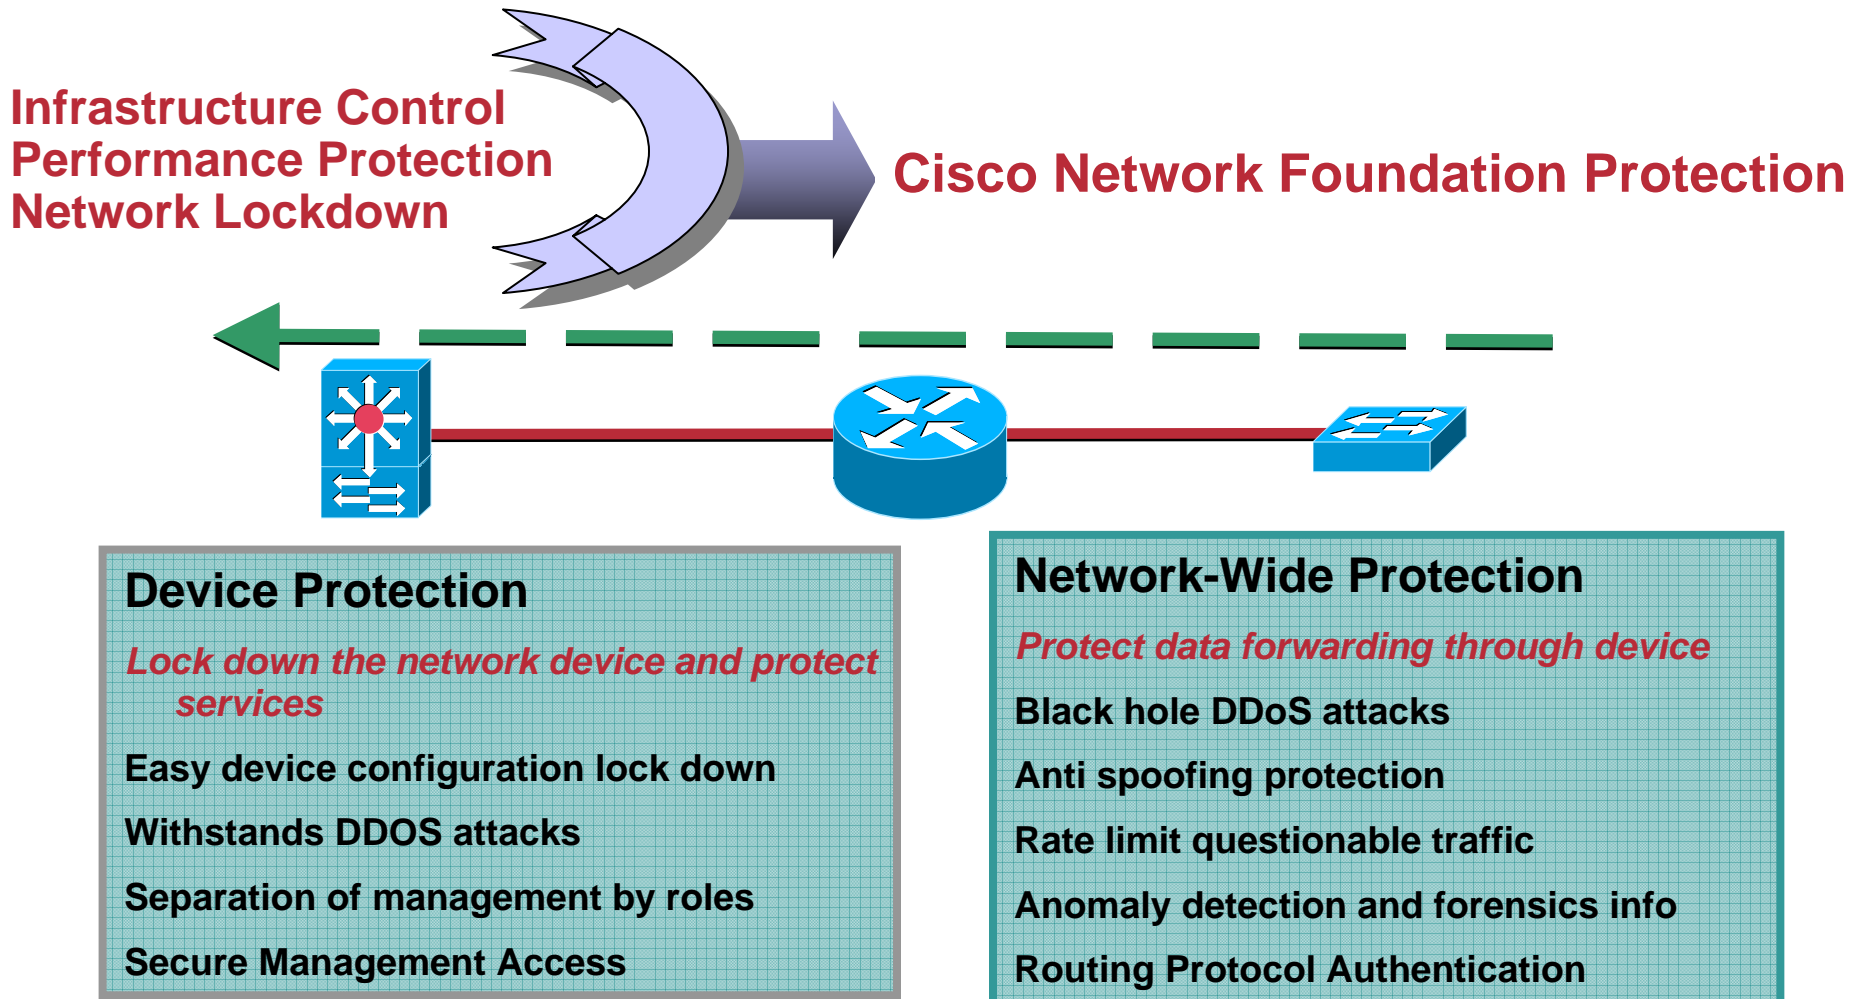 Infrastructure Control
Performance Protection
Network Lockdown
Cisco Network Foundation Protection
Device Protection
Lock down the network device and protect
services
Easy device configuration lock down
Withstands DDOS attacks
Separation of management by roles
Secure Management Access
Network-Wide Protection
Protect data forwarding through device
Black hole DDoS attacks
Anti spoofing protection
Rate limit questionable traffic
Anomaly detection and forensics info
Routing Protocol Authentication